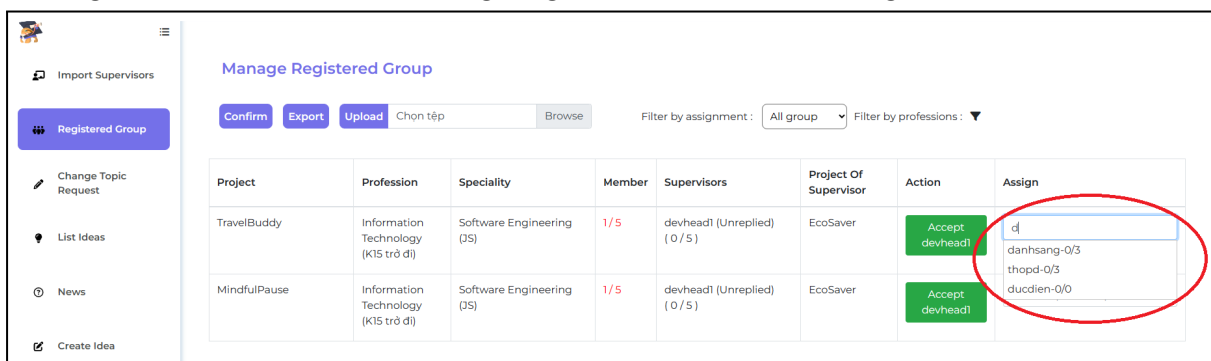 Import Supervisors
Registered Group
Change Topic
Request
List Ideas
News
Create Idea
Manage Registered Group
Confirm Export Upload Chọn tệp Browse Filter by assignment : All group Filter by professions :
Project Profession Speciality Member Supervisors Project Of Supervisor Action Assign
TravelBuddy Information Technology (K15 trở đi) Software Engineering (JS) 1/5 devhead1 (Unreplied) ( 0 / 5 ) EcoSaver Accept devhead1 d
danhsang-0/3
thopd-0/3
ducdien-0/0
MindfulPause Information Technology (K15 trở đi) Software Engineering (JS) 1/5 devhead1 (Unreplied) ( 0 / 5 ) EcoSaver Accept devhead1